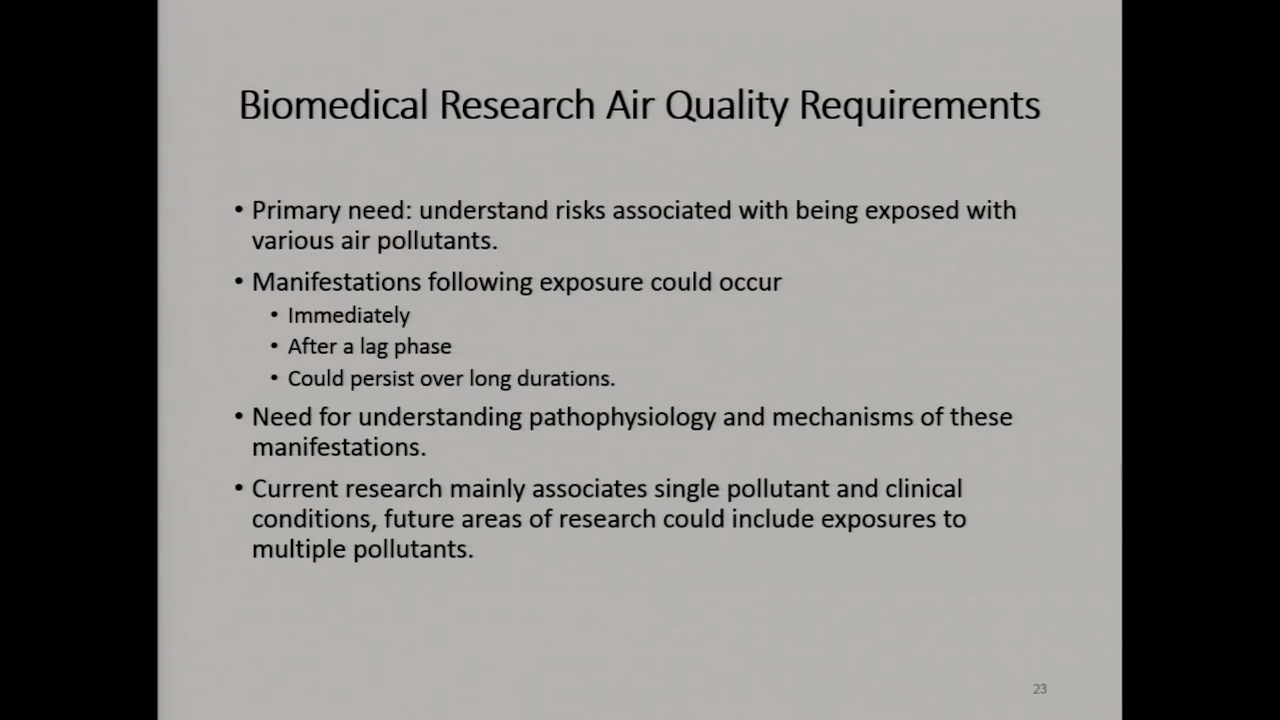 Biomedical Research Air Quality Requirements
• Primary need: understand risks associated with being exposed with
various air pollutants.
• Manifestations following exposure could occur
• Immediately
• After a lag phase
• Could persist over long durations.
• Need for understanding pathophysiology and mechanisms of these
manifestations.
• Current research mainly associates single pollutant and clinical
conditions, future areas of research could include exposures to
multiple pollutants.
23